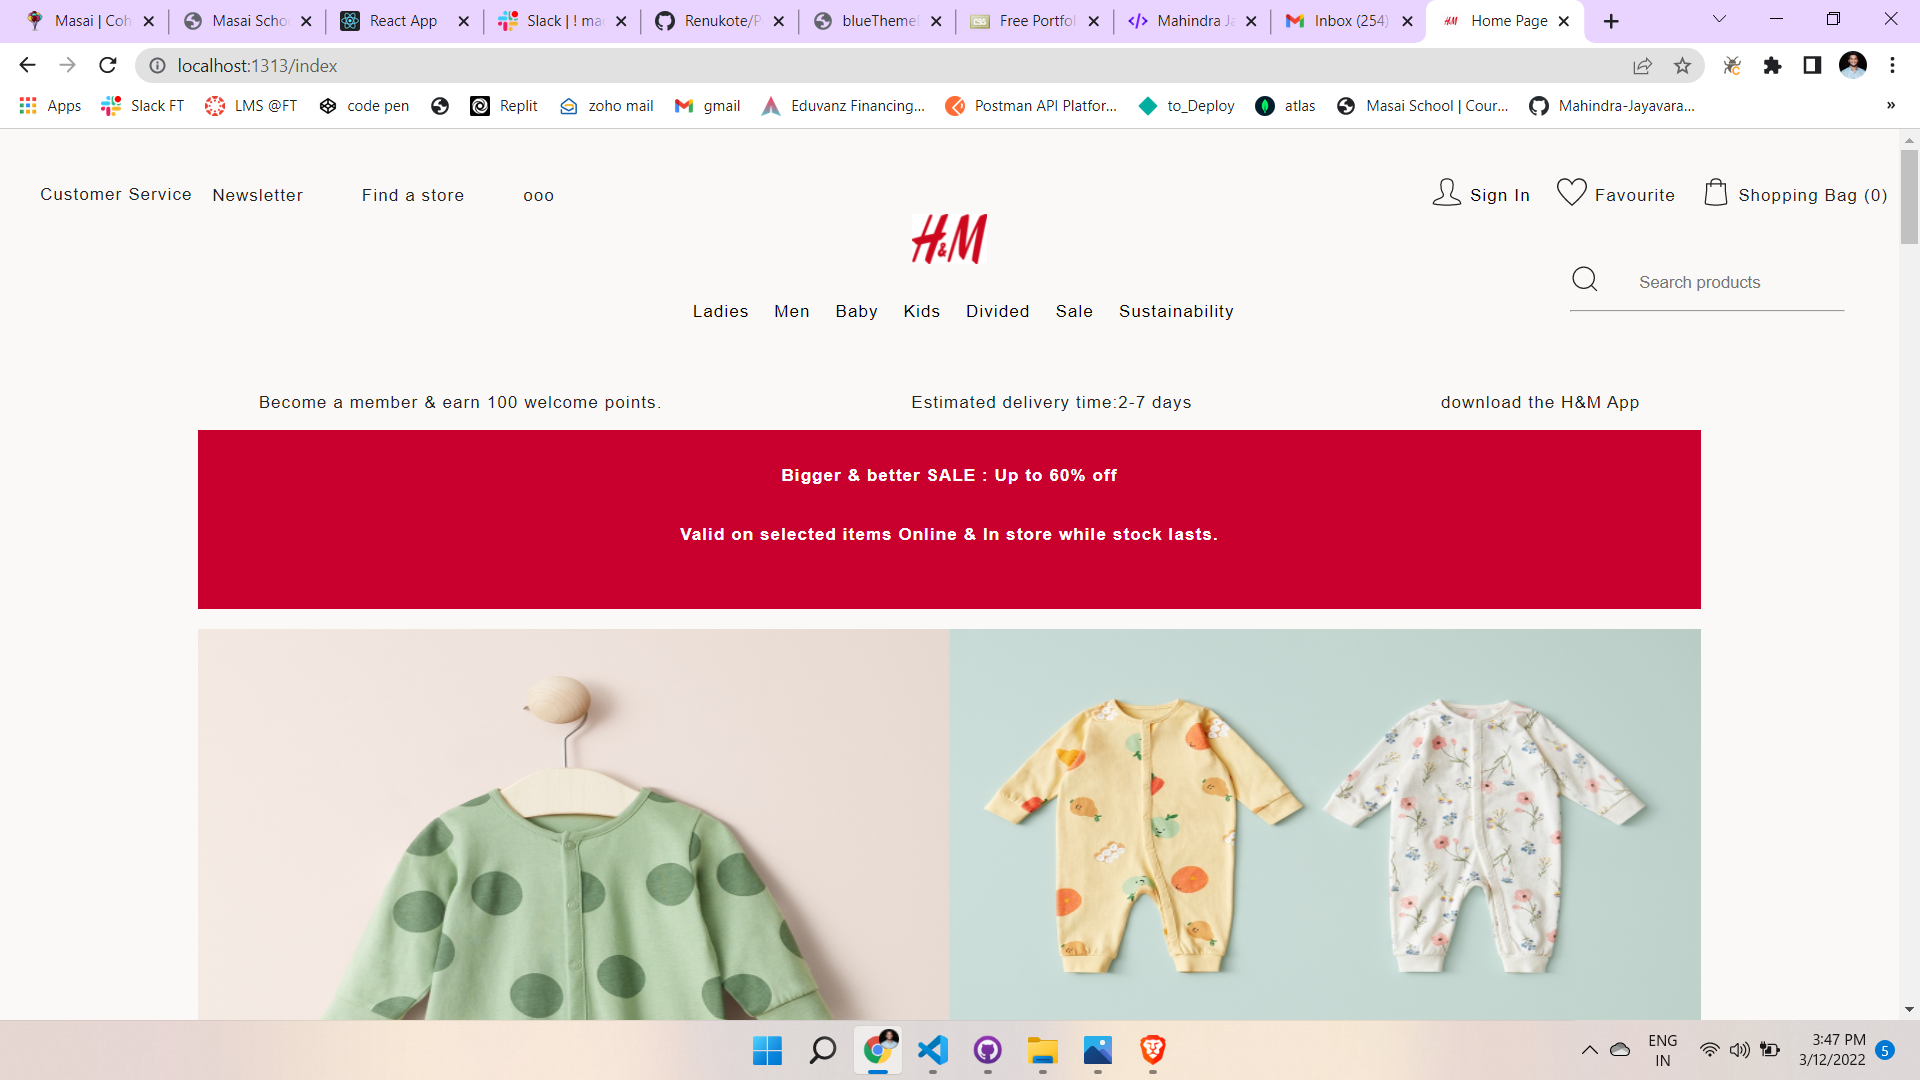 Masai | Coh
Masai Scho
React App
Slack | ! ma
Renukote/P
blueTheme
Free Portfol
Mahindra Ja
Inbox (254)
Home Page
localhost:1313/index
Apps
Slack FT
LMS @FT
code pen
Replit
zoho mail
gmail
Eduvanz Financing...
Postman API Platfor...
to_Deploy
atlas
Masai School | Cour...
Mahindra-Jayavara...
»
Customer Service
Newsletter
Find a store
ooo
Sign In
Favourite
Shopping Bag (0)
H&M
Search products
Ladies
Men
Baby
Kids
Divided
Sale
Sustainability
Become a member & earn 100 welcome points.
Estimated delivery time:2-7 days
download the H&M App
Bigger & better SALE : Up to 60% off
Valid on selected items Online & In store while stock lasts.
ENG
IN
3:47 PM
3/12/2022
5